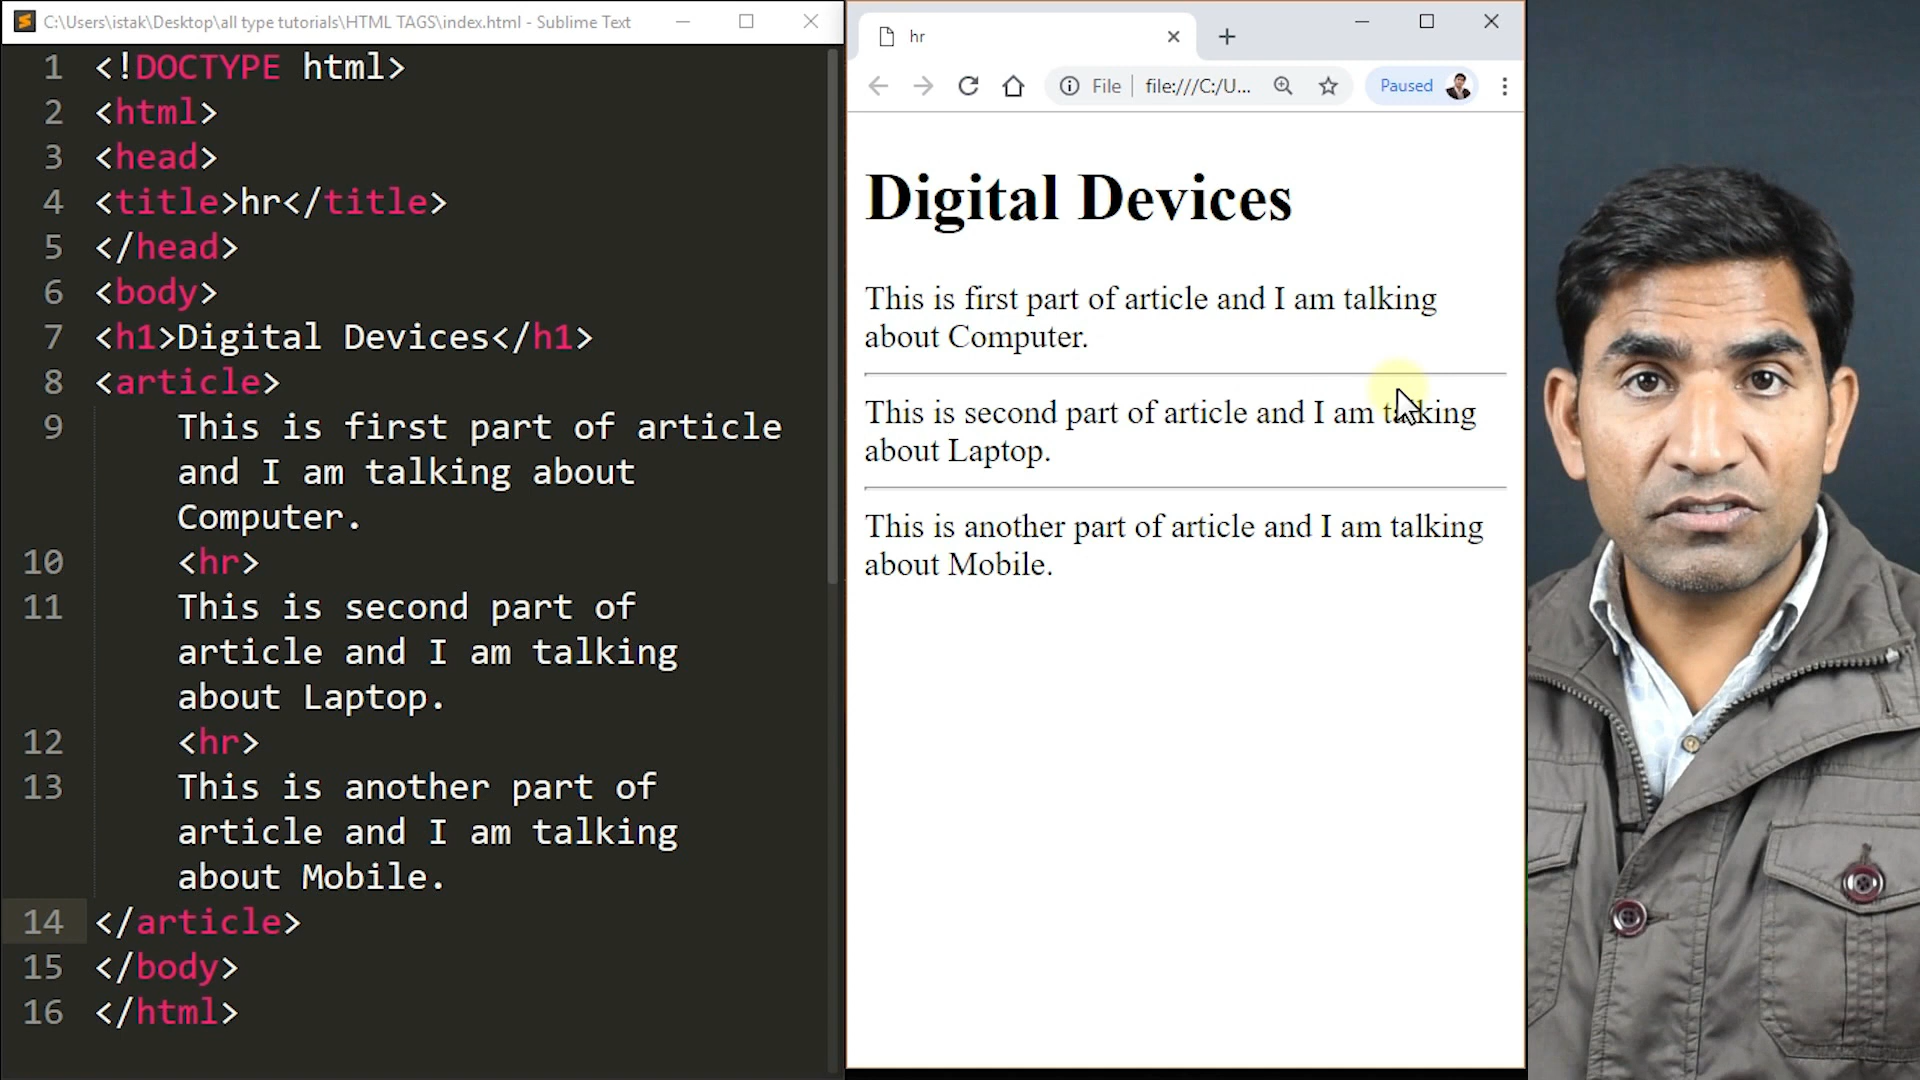 C:\Users\istak\Desktop\all type tutorials\HTML TAGS\index.html - Sublime Text
1 <!DOCTYPE html>
2 <html>
3 <head>
4 <title>hr</title>
5 </head>
6 <body>
7 <h1>Digital Devices</h1>
8 <article>
9 This is first part of article
and I am talking about
Computer.
10 <hr>
11 This is second part of
article and I am talking
about Laptop.
12 <hr>
13 This is another part of
article and I am talking
about Mobile.
14 </article>
15 </body>
16 </html>
hr
File file:///C:/U... Paused
Digital Devices
This is first part of article and I am talking
about Computer.
This is second part of article and I am talking
about Laptop.
This is another part of article and I am talking
about Mobile.